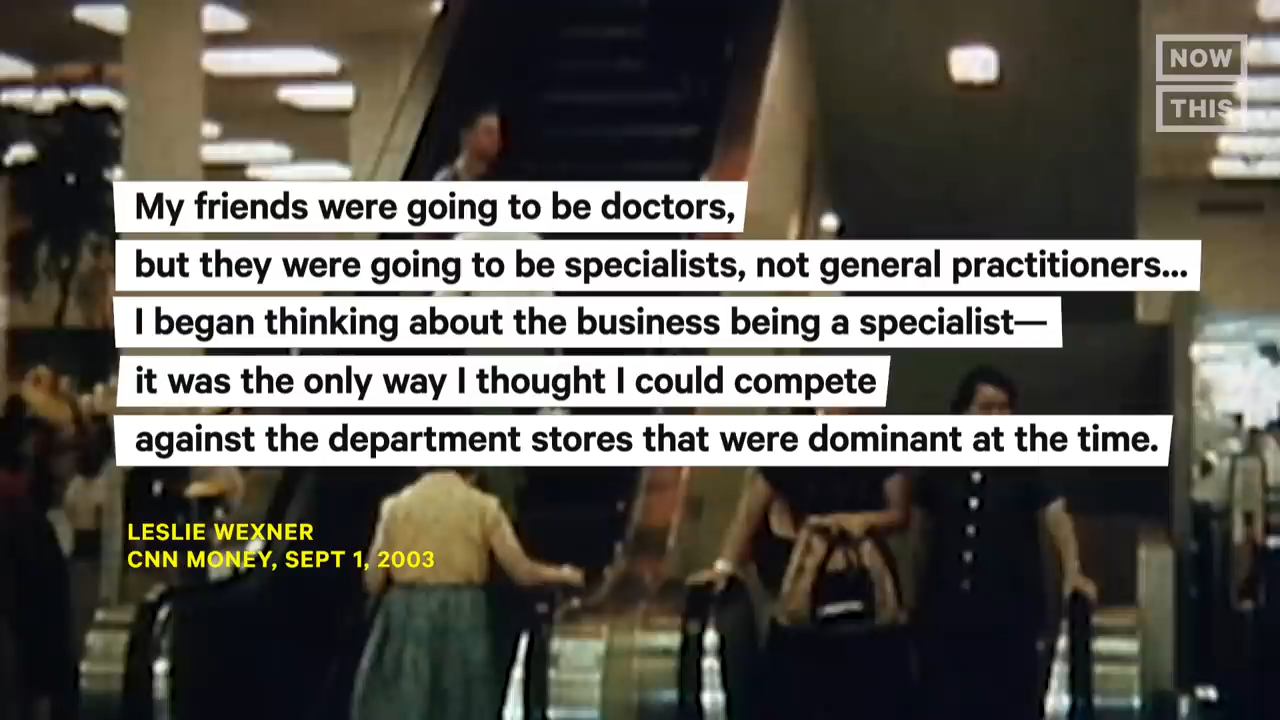 NOW
THIS
My friends were going to be doctors,
but they were going to be specialists, not general practitioners...
I began thinking about the business being a specialist—
it was the only way I thought I could compete
against the department stores that were dominant at the time.
LESLIE WEXNER
CNN MONEY, SEPT 1, 2003